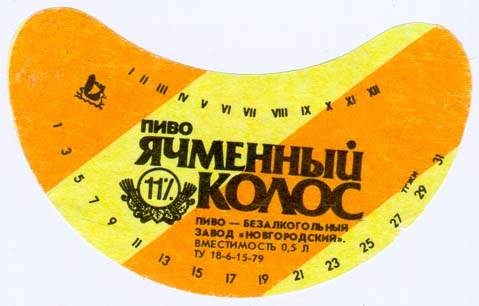 I II III IV V VI VII VIII IX X XI XII
ПИВО
ЯЧМЕННЫЙ
11% КОЛОС
ПИВО — БЕЗАЛКОГОЛЬНЫЙ
ЗАВОД «НОВГОРОДСКИЙ».
ВМЕСТИМОСТЬ 0,5 Л
ТУ 18-6-15-79
1 3 5 7 9 11 13 15 17 19 21 23 25 27 29 31